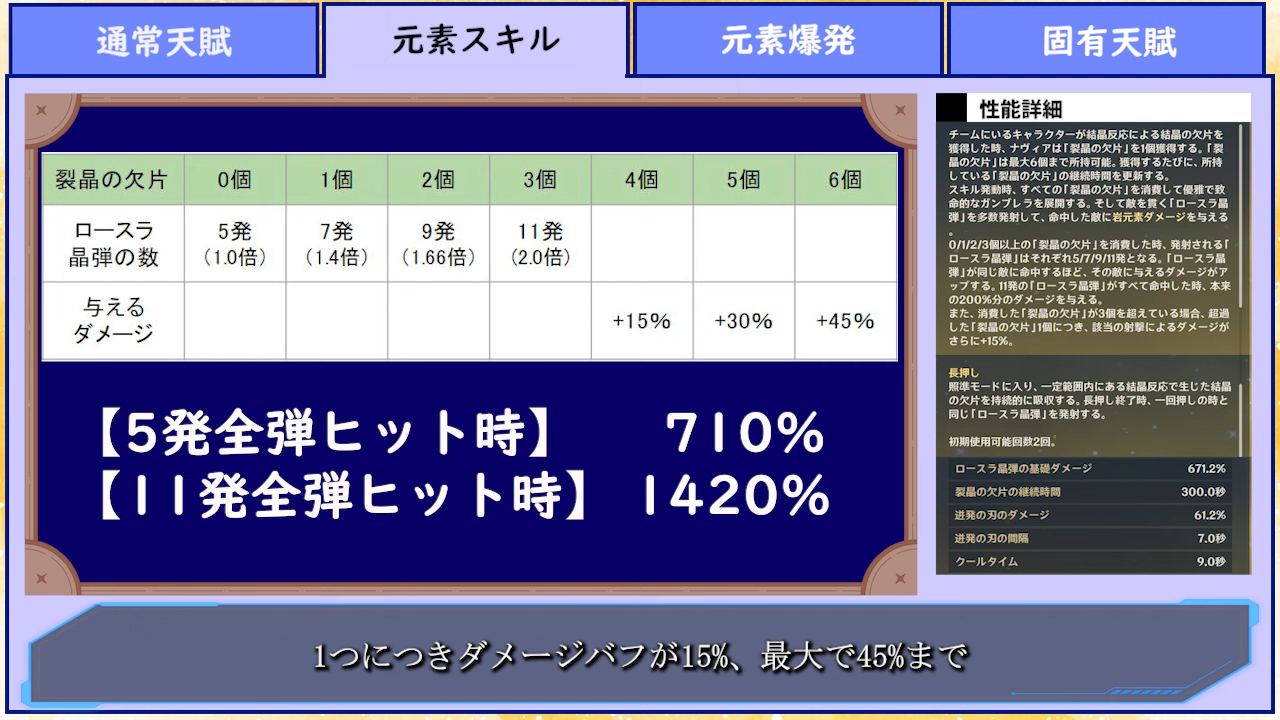 通常天賦
元素スキル
元素爆発
固有天賦
裂晶の欠片 0個 1個 2個 3個 4個 5個 6個
ロースラ
晶弾の数
5発 7発 9発 11発
（1.0倍） （1.4倍） （1.66倍） （2.0倍）
与える
ダメージ
+15% +30% +45%
【5発全弾ヒット時】 710%
【11発全弾ヒット時】 1420%
性能詳細
チームにいるキャラクターが結晶反応による結晶の欠片を
獲得した時、ナヴィアは「裂晶の欠片」を1個獲得する。「裂
晶の欠片」は最大6個まで所持可能。獲得するたびに、所持
している「裂晶の欠片」の継続時間を更新する。
スキル発動時、すべての「裂晶の欠片」を消費して優雅で致
命的なガンブレラを展開する。そして敵を貫く「ロースラ晶
弾」を多数発射して、命中した敵に岩元素ダメージを与える
。
0/1/2/3個以上の「裂晶の欠片」を消費した時、発射される「
ロースラ晶弾」はそれぞれ5/7/9/11発となる。「ロースラ晶
弾」が同じ敵に命中するほど、その敵に与えるダメージがア
ップする。11発の「ロースラ晶弾」がすべて命中した時、本来
の200%分のダメージを与える。
また、消費した「裂晶の欠片」が3個を超えている場合、超過
した「裂晶の欠片」1個につき、該当の射撃によるダメージが
さらに+15%。
長押し
照準モードに入り、一定範囲内にある結晶反応で生じた結晶
の欠片を持続的に吸収する。長押し終了時、一回押しの時と
同じ「ロースラ晶弾」を発射する。
初期使用可能回数2回。
ロースラ晶弾の基礎ダメージ 671.2%
裂晶の欠片の継続時間 300.0秒
迸発の刃のダメージ 61.2%
迸発の刃の間隔 7.0秒
クールタイム 9.0秒
1つにつきダメージバフが15%、最大で45%まで